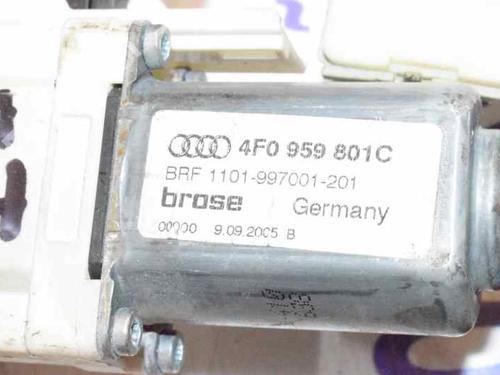 4F0 959 801C
BRF 1101-997001-201
brose Germany
00000 9.09.2005 B